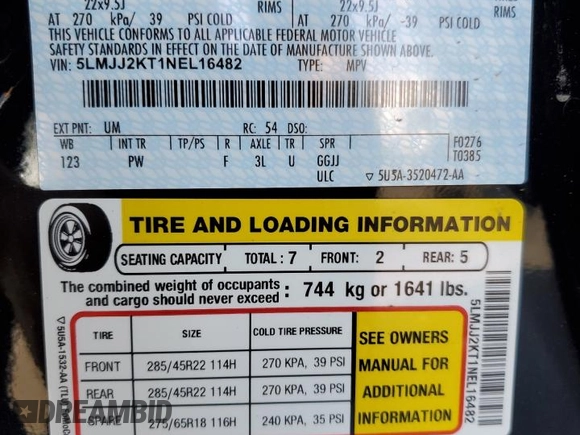 22x9.5J RIMS 22x9.5J RIMS
AT 270 kPa/ 39 PSI COLD AT 270 kPa/ -39 PSI COLD
THIS VEHICLE CONFORMS TO ALL APPLICABLE FEDERAL MOTOR VEHICLE
SAFETY STANDARDS IN EFFECT ON THE DATE OF MANUFACTURE SHOWN ABOVE.
VIN: 5LMJJ2KT1NEL16482 TYPE: MPV
EXT PNT: UM RC: 54 DSO:
WB INT TR TP/PS R AXLE TR SPR F0276
123 PW F 3L U GGJJ T0385
ULC ▽ 5U5A-3520472-AA
TIRE AND LOADING INFORMATION
SEATING CAPACITY TOTAL : 7 FRONT: 2 REAR: 5
The combined weight of occupants
and cargo should never exceed : 744 kg or 1641 lbs.
TIRE SIZE COLD TIRE PRESSURE
FRONT 285/45R22 114H 270 KPA, 39 PSI
REAR 285/45R22 114H 270 KPA, 39 PSI
SPARE 275/65R18 116H 240 KPA, 35 PSI
SEE OWNERS
MANUAL FOR
ADDITIONAL
INFORMATION
5LMJJ2KT1NEL16482
▽5U5A-1532-AA
DREAMBID